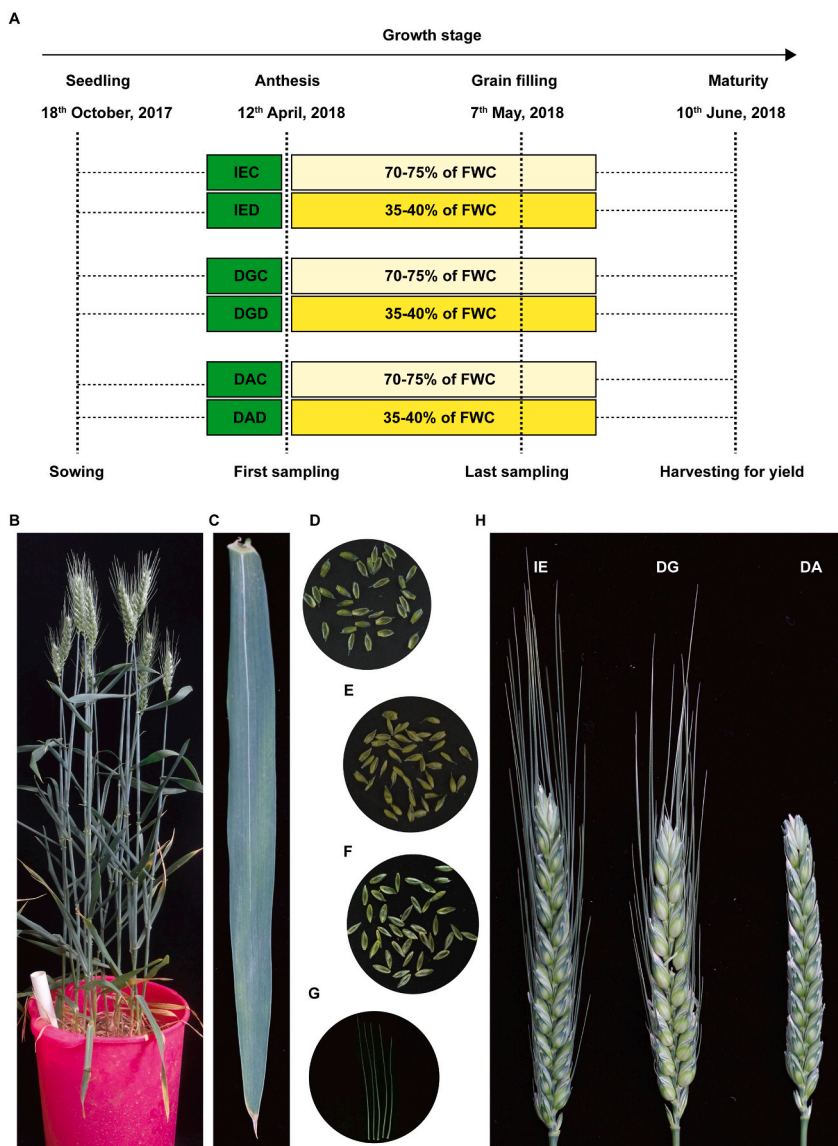 A
Growth stage
Seedling Anthesis Grain filling Maturity
18th October, 2017 12th April, 2018 7th May, 2018 10th June, 2018
IEC 70-75% of FWC
IED 35-40% of FWC
DGC 70-75% of FWC
DGD 35-40% of FWC
DAC 70-75% of FWC
DAD 35-40% of FWC
Sowing First sampling Last sampling Harvesting for yield
B C D H
IE DG DA
E
F
G